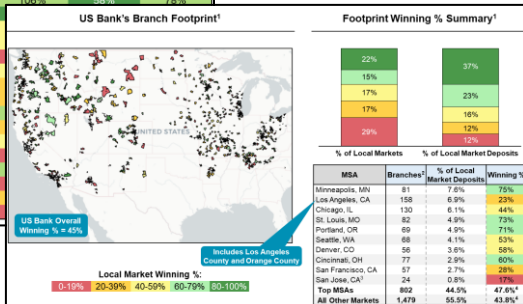 106% 58% 78%
US Bank's Branch Footprint¹
UNITED STATES
US Bank Overall
Winning % = 45%
Includes Los Angeles
County and Orange County
Local Market Winning %:
0-19% 20-39% 40-59% 60-79% 80-100%
Footprint Winning % Summary¹
22%
15%
17%
17%
29%
% of Local Markets
37%
23%
16%
12%
12%
% of Local Market Deposits
MSA Branches² % of Local Market Deposits Winning %
Minneapolis, MN 81 7.6% 75%
Los Angeles, CA 158 6.9% 23%
Chicago, IL 130 6.1% 44%
St. Louis, MO 82 4.9% 73%
Portland, OR 69 4.9% 71%
Seattle, WA 68 4.1% 53%
Denver, CO 56 3.6% 58%
Cincinnati, OH 77 2.9% 60%
San Francisco, CA 57 2.7% 28%
San Jose, CA³ 24 0.8% 17%
Top MSAs 802 44.5% 47.6%⁴
All Other Markets 1,479 55.5% 43.8%⁴